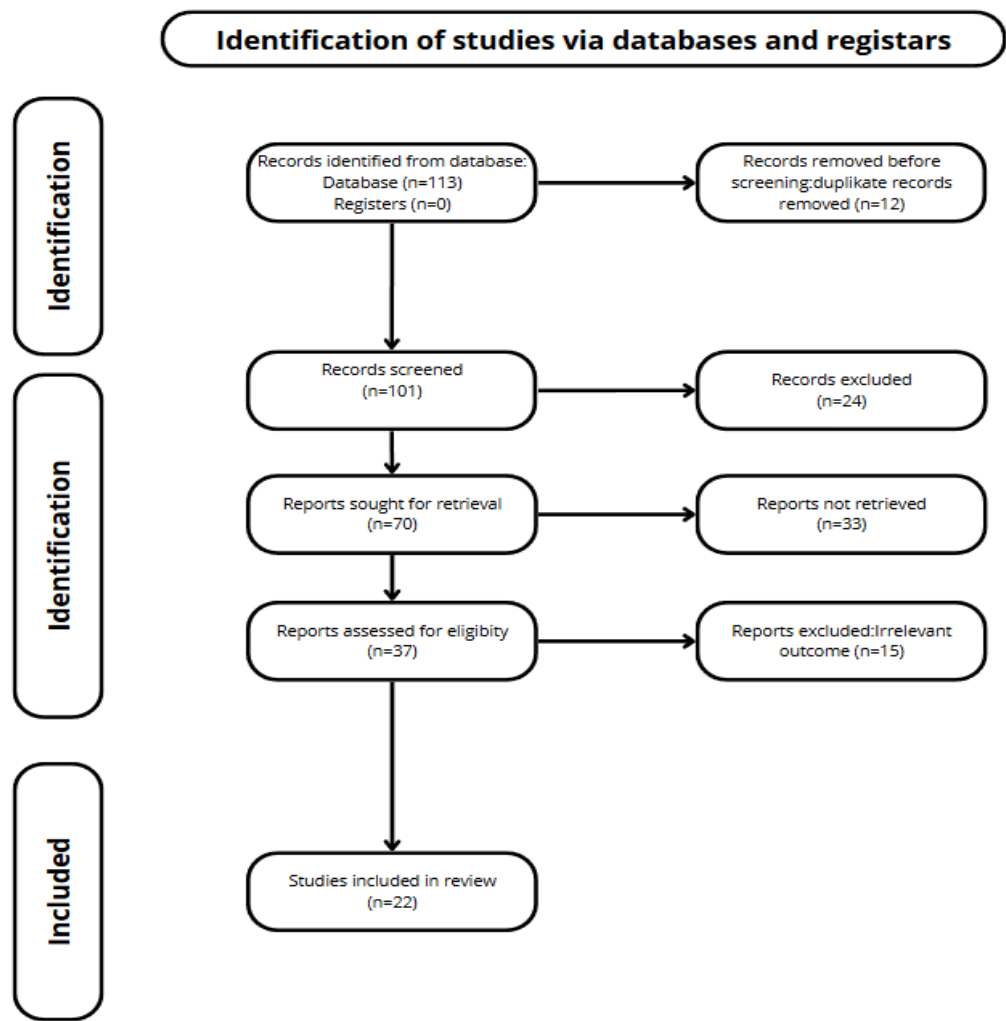 Identification of studies via databases and registars
Identification
Records identified from database:
Database (n=113)
Registers (n=0)
Records removed before
screening:duplikate records
removed (n=12)
Identification
Records screened
(n=101)
Records excluded
(n=24)
Reports sought for retrieval
(n=70)
Reports not retrieved
(n=33)
Reports assessed for eligibity
(n=37)
Reports excluded:Irrelevant
outcome (n=15)
Included
Studies included in review
(n=22)